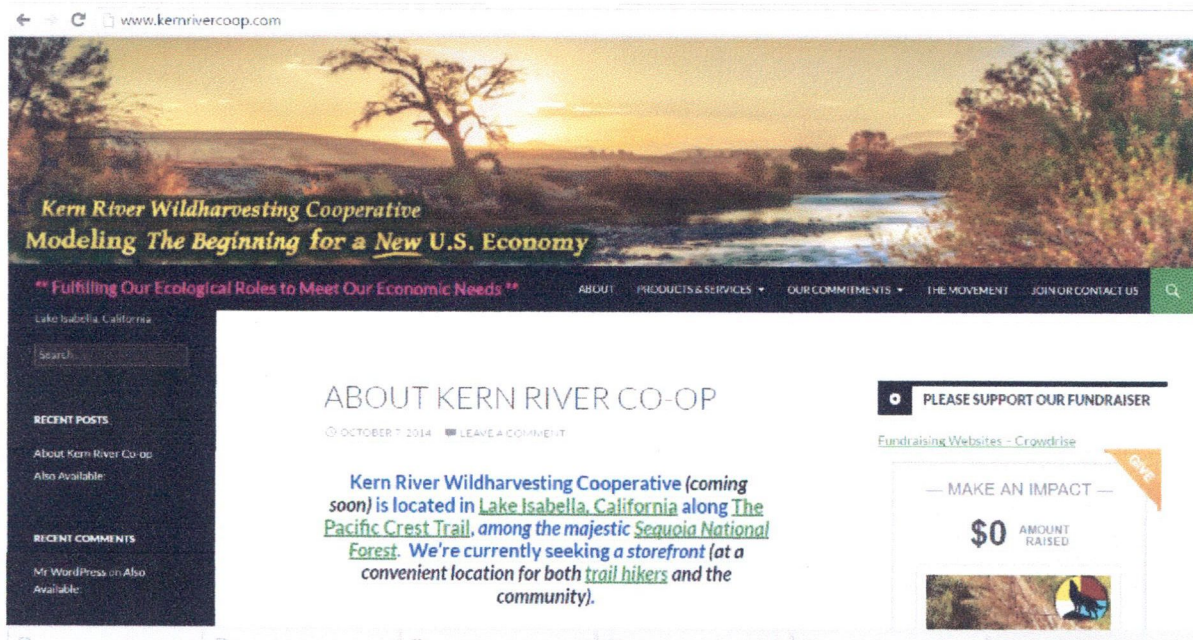 www.kernrivercoop.com
Kern River Wildharvesting Cooperative
Modeling The Beginning for a New U.S. Economy
** Fulfilling Our Ecological Roles to Meet Our Economic Needs **
ABOUT PRODUCTS & SERVICES OUR COMMITMENTS THE MOVEMENT JOIN OR CONTACT US
Lake Isabella, California
Search
RECENT POSTS
About Kern River Co-op
Also Available:
RECENT COMMENTS
Mr WordPress on Also
Available:
ABOUT KERN RIVER CO-OP
OCTOBER 7, 2014 LEAVE A COMMENT
Kern River Wildharvesting Cooperative (coming
soon) is located in Lake Isabella, California along The
Pacific Crest Trail, among the majestic Sequoia National
Forest. We're currently seeking a storefront (at a
convenient location for both trail hikers and the
community).
PLEASE SUPPORT OUR FUNDRAISER
Fundraising Websites - Crowdrise
GIVE
— MAKE AN IMPACT —
$0 AMOUNT
RAISED